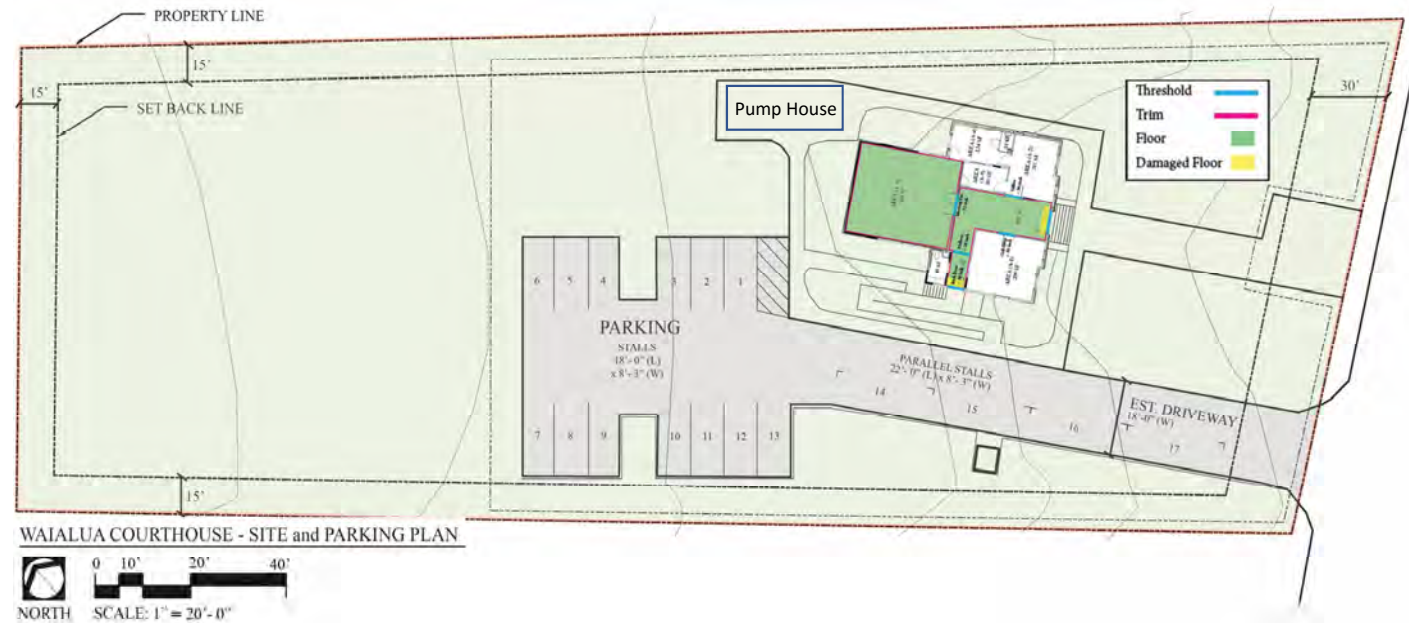 PROPERTY LINE
15'
15'
SET BACK LINE
30'
Pump House
Threshold
Trim
Floor
Damaged Floor
6
5
4
3
2
1
PARKING
STALLS
18'- 0" (L)
x 8'- 3" (W)
PARALLEL STALLS
22'- 0" (L) x 8'- 3" (W)
14
15
16
EST. DRIVEWAY
18'-0" (W)
17
7
8
9
10
11
12
13
15'
WAIALUA COURTHOUSE - SITE and PARKING PLAN
0 10' 20' 40'
NORTH
SCALE: 1" = 20'- 0"